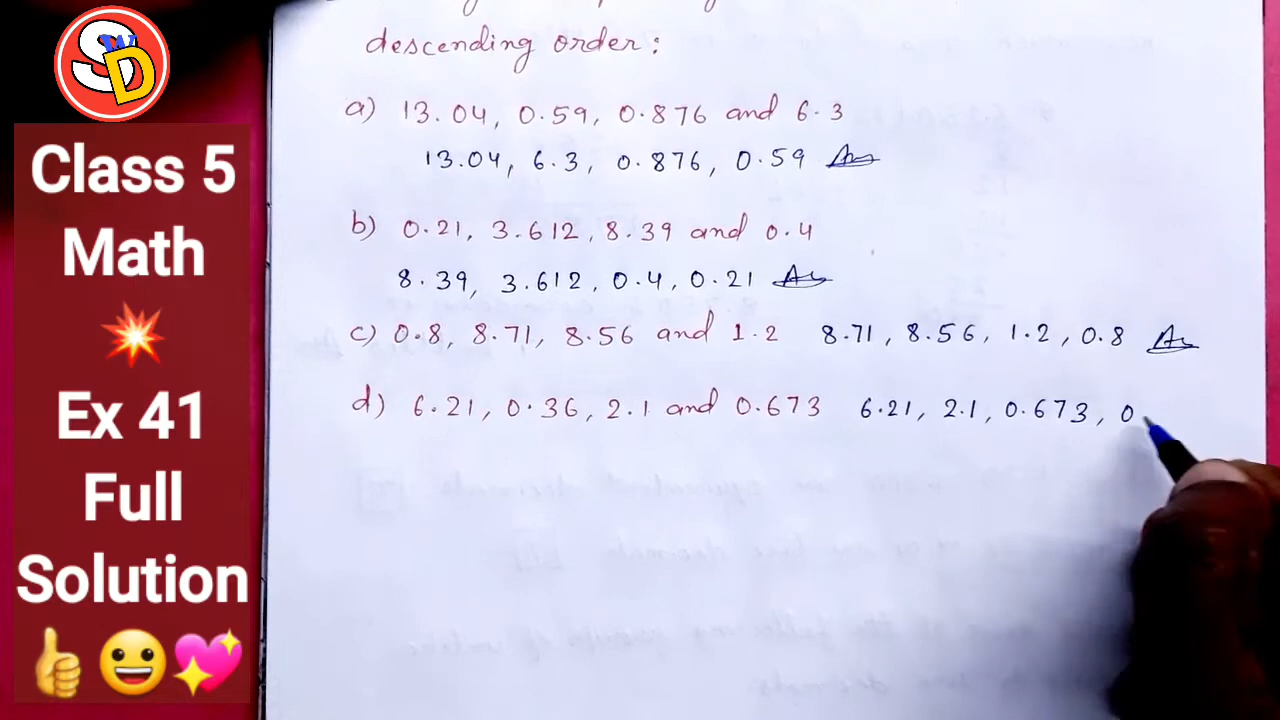 SWD
Class 5
Math
Ex 41
Full
Solution
descending order:
a) 13.04, 0.59, 0.876 and 6.3
13.04, 6.3, 0.876, 0.59 Ans
b) 0.21, 3.612, 8.39 and 0.4
8.39, 3.612, 0.4, 0.21 Ans
c) 0.8, 8.71, 8.56 and 1.2 8.71, 8.56, 1.2, 0.8 Ans
d) 6.21, 0.36, 2.1 and 0.673 6.21, 2.1, 0.673, 0